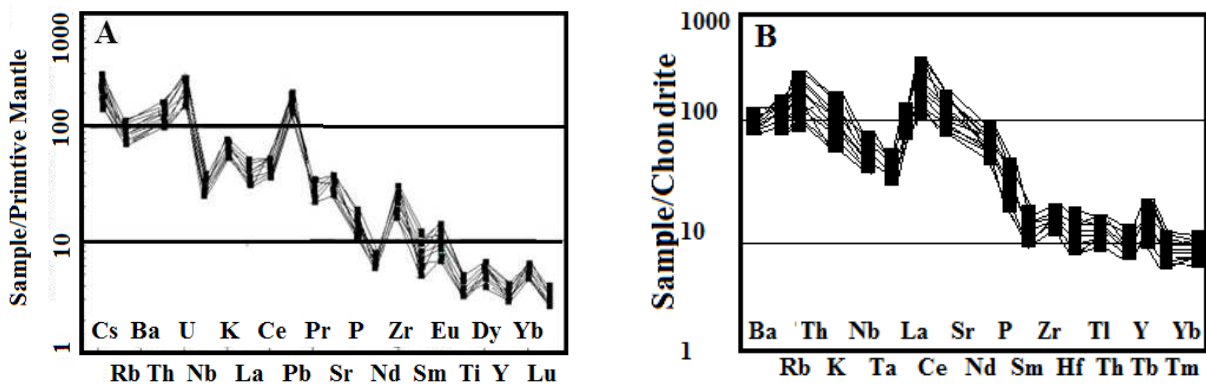 A
Sample/Primtive Mantle
1000
100
10
1
Cs Ba U K Ce Pr P Zr Eu Dy Yb
Rb Th Nb La Pb Sr Nd Sm Ti Y Lu
B
Sample/Chondrite
1000
100
10
1
Ba Th Nb La Sr P Zr Tl Y Yb
Rb K Ta Ce Nd Sm Hf Th Tb Tm